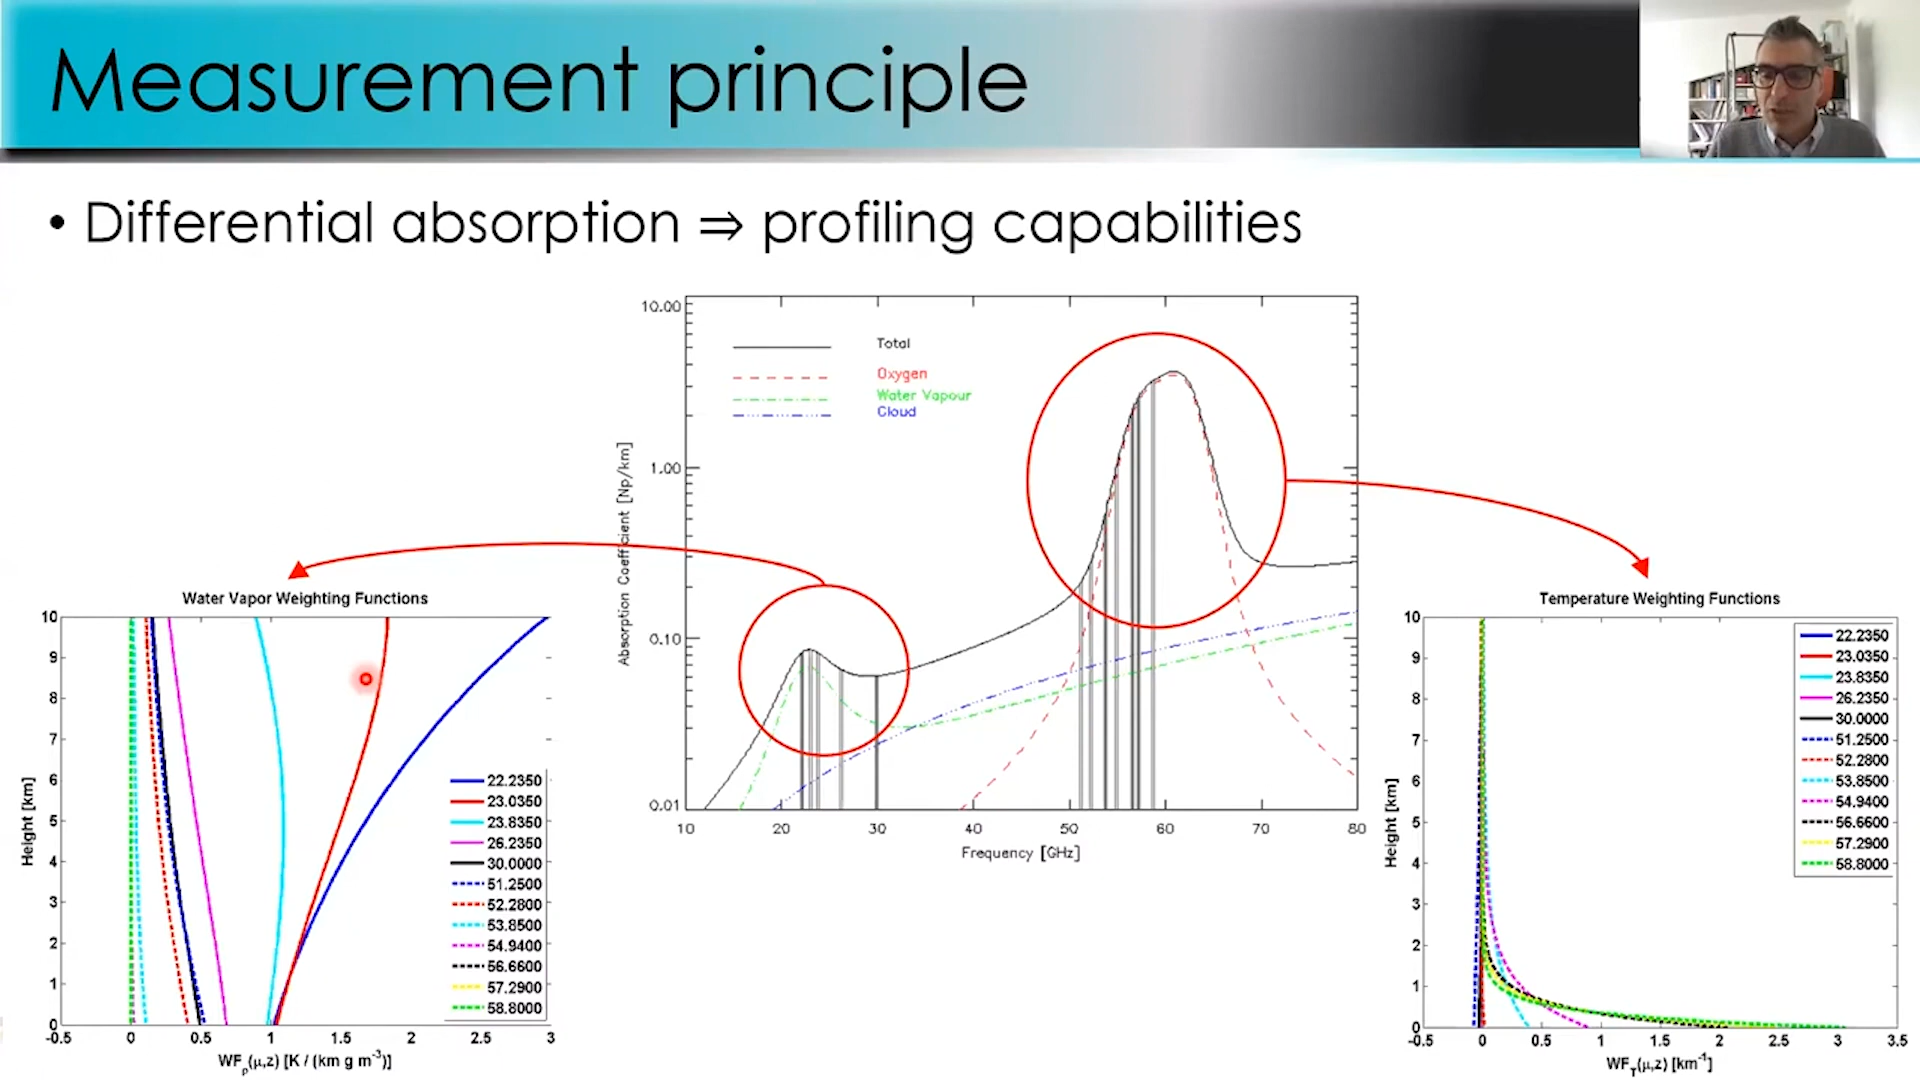 Measurement principle
• Differential absorption ⇒ profiling capabilities
10.00
1.00
0.10
0.01
Absorption Coefficient [Np/km]
Total
Oxygen
Water Vapour
Cloud
10 20 30 40 50 60 70 80
Frequency [GHz]
Water Vapor Weighting Functions
10
9
8
7
6
5
4
3
2
1
0
Height [km]
22.2350
23.0350
23.8350
26.2350
30.0000
51.2500
52.2800
53.8500
54.9400
56.6600
57.2900
58.8000
-0.5 0 0.5 1 1.5 2 2.5 3
WFρ(μ,z) [K / (km g m⁻³)]
Temperature Weighting Functions
10
9
8
7
6
5
4
3
2
1
0
Height [km]
22.2350
23.0350
23.8350
26.2350
30.0000
51.2500
52.2800
53.8500
54.9400
56.6600
57.2900
58.8000
-0.5 0 0.5 1 1.5 2 2.5 3 3.5
WFT(μ,z) [km⁻¹]